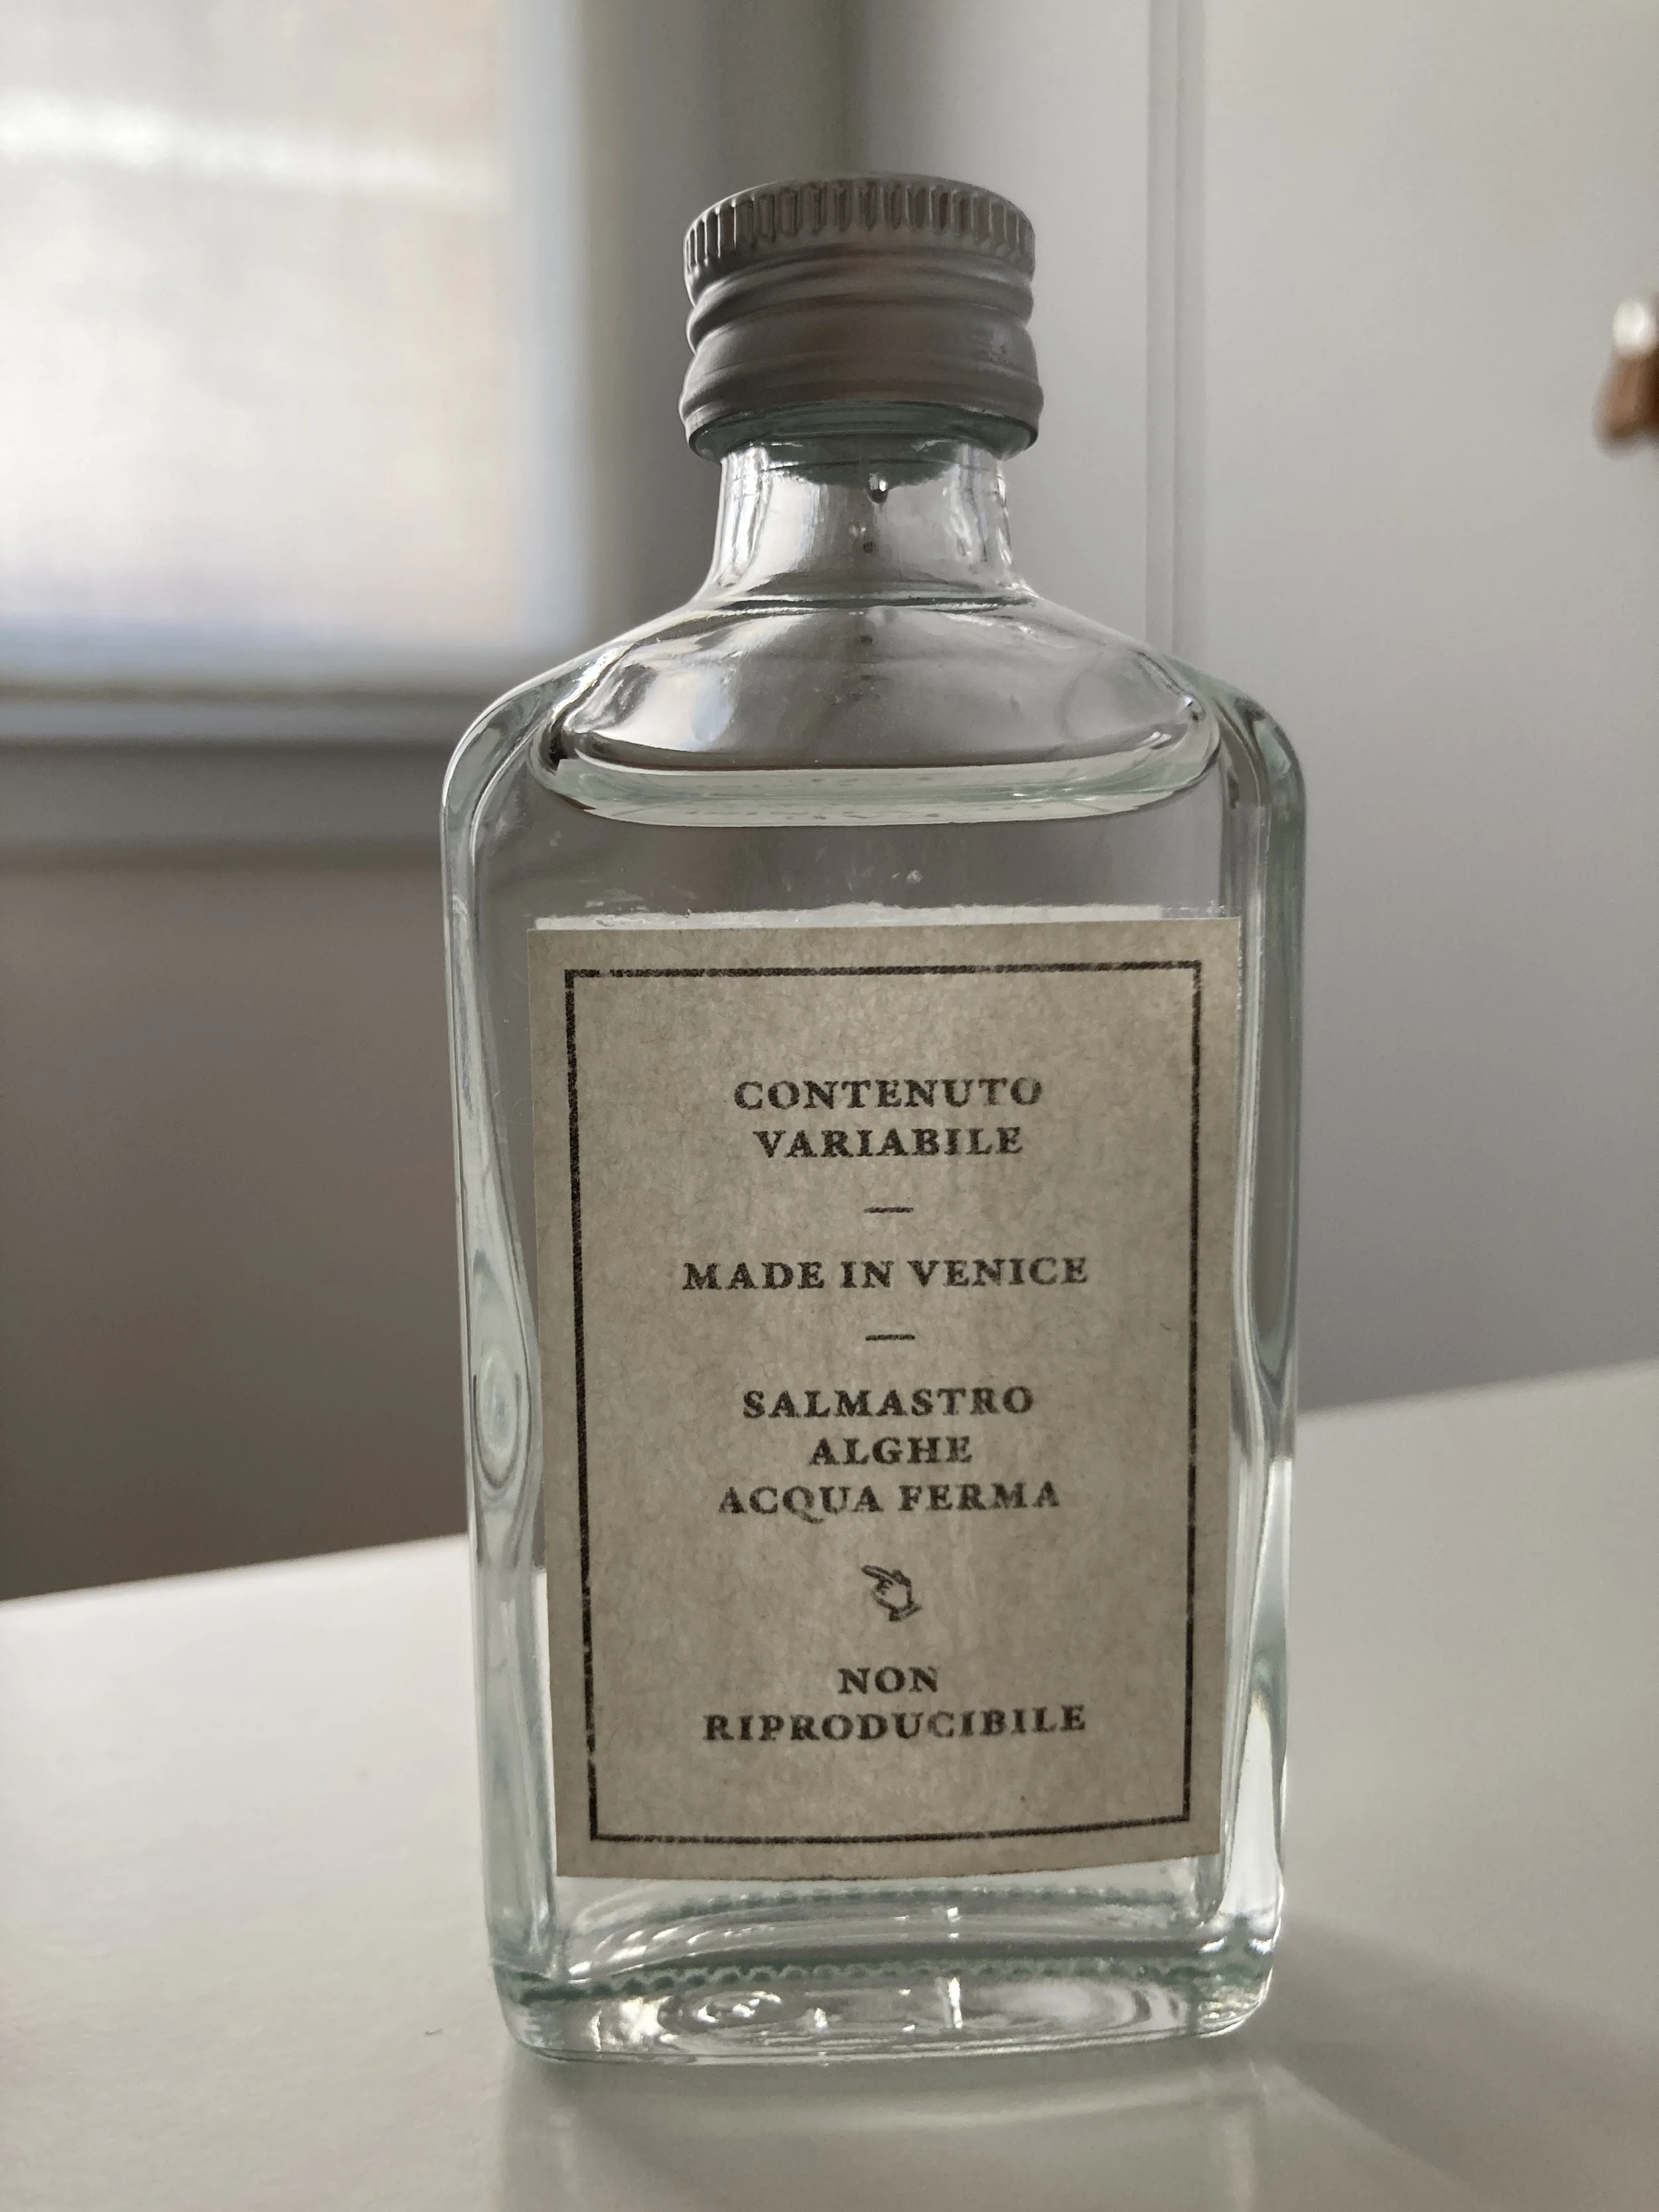 CONTENUTO
VARIABILE
—
MADE IN VENICE
—
SALMASTRO
ALGHE
ACQUA FERMA
NON
RIPRODUCIBILE